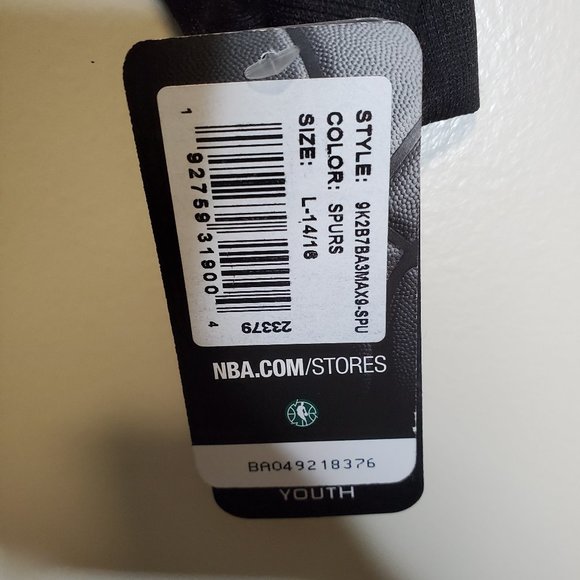 STYLE: 9K2B7BA3MAX9-SPU
COLOR: SPURS
SIZE: L-14/16
1 92759 31900 4
23379
NBA.COM/STORES
BA049218376
YOUTH